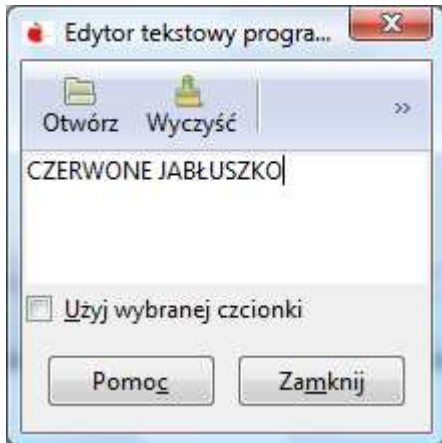 Edytor tekstowy progra...
Otwórz Wyczyść »
CZERWONE JABŁUSZKO
Użyj wybranej czcionki
Pomoc Zamknij